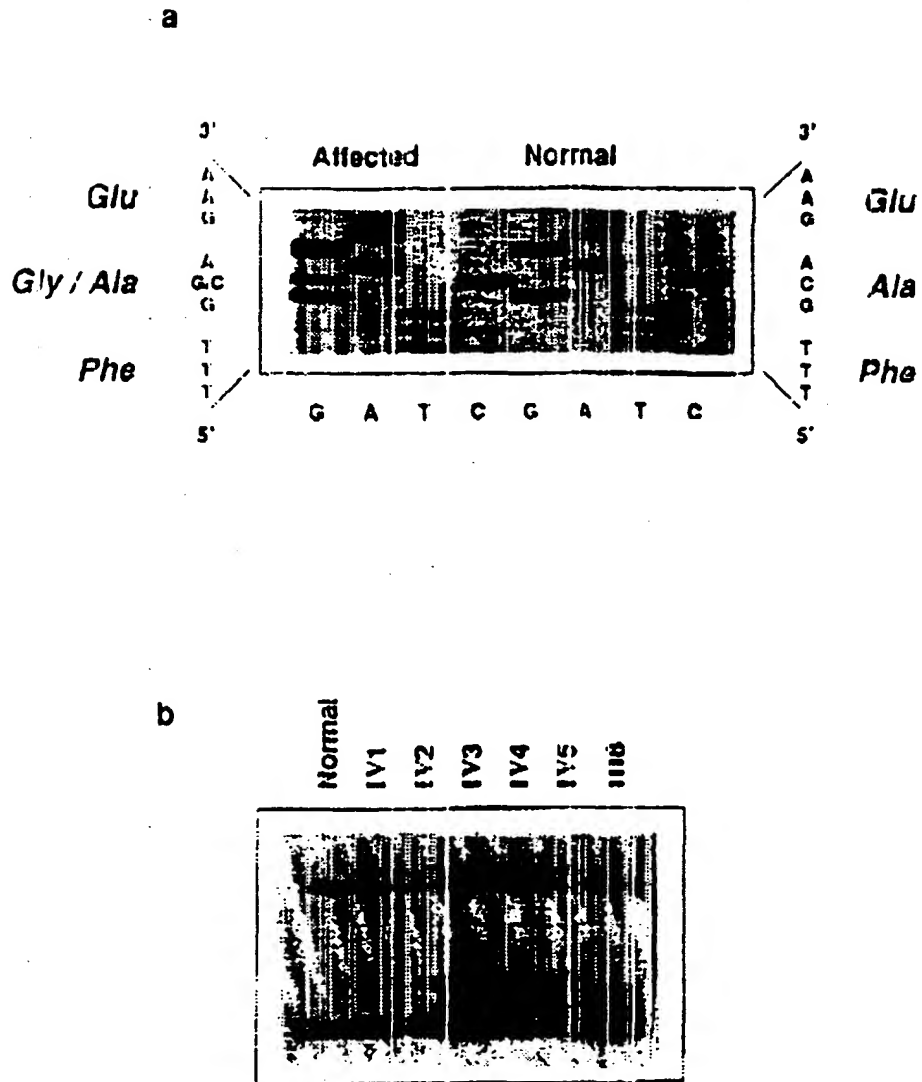 a
3' 3'
Affected Normal
A A
Glu A A Glu
G G
A A
Gly / Ala G/C C Ala
G G
T T
Phe T T Phe
T T
5' G A T C G A T C 5'
b
Normal IV1 IV2 IV3 IV4 IV5 III8